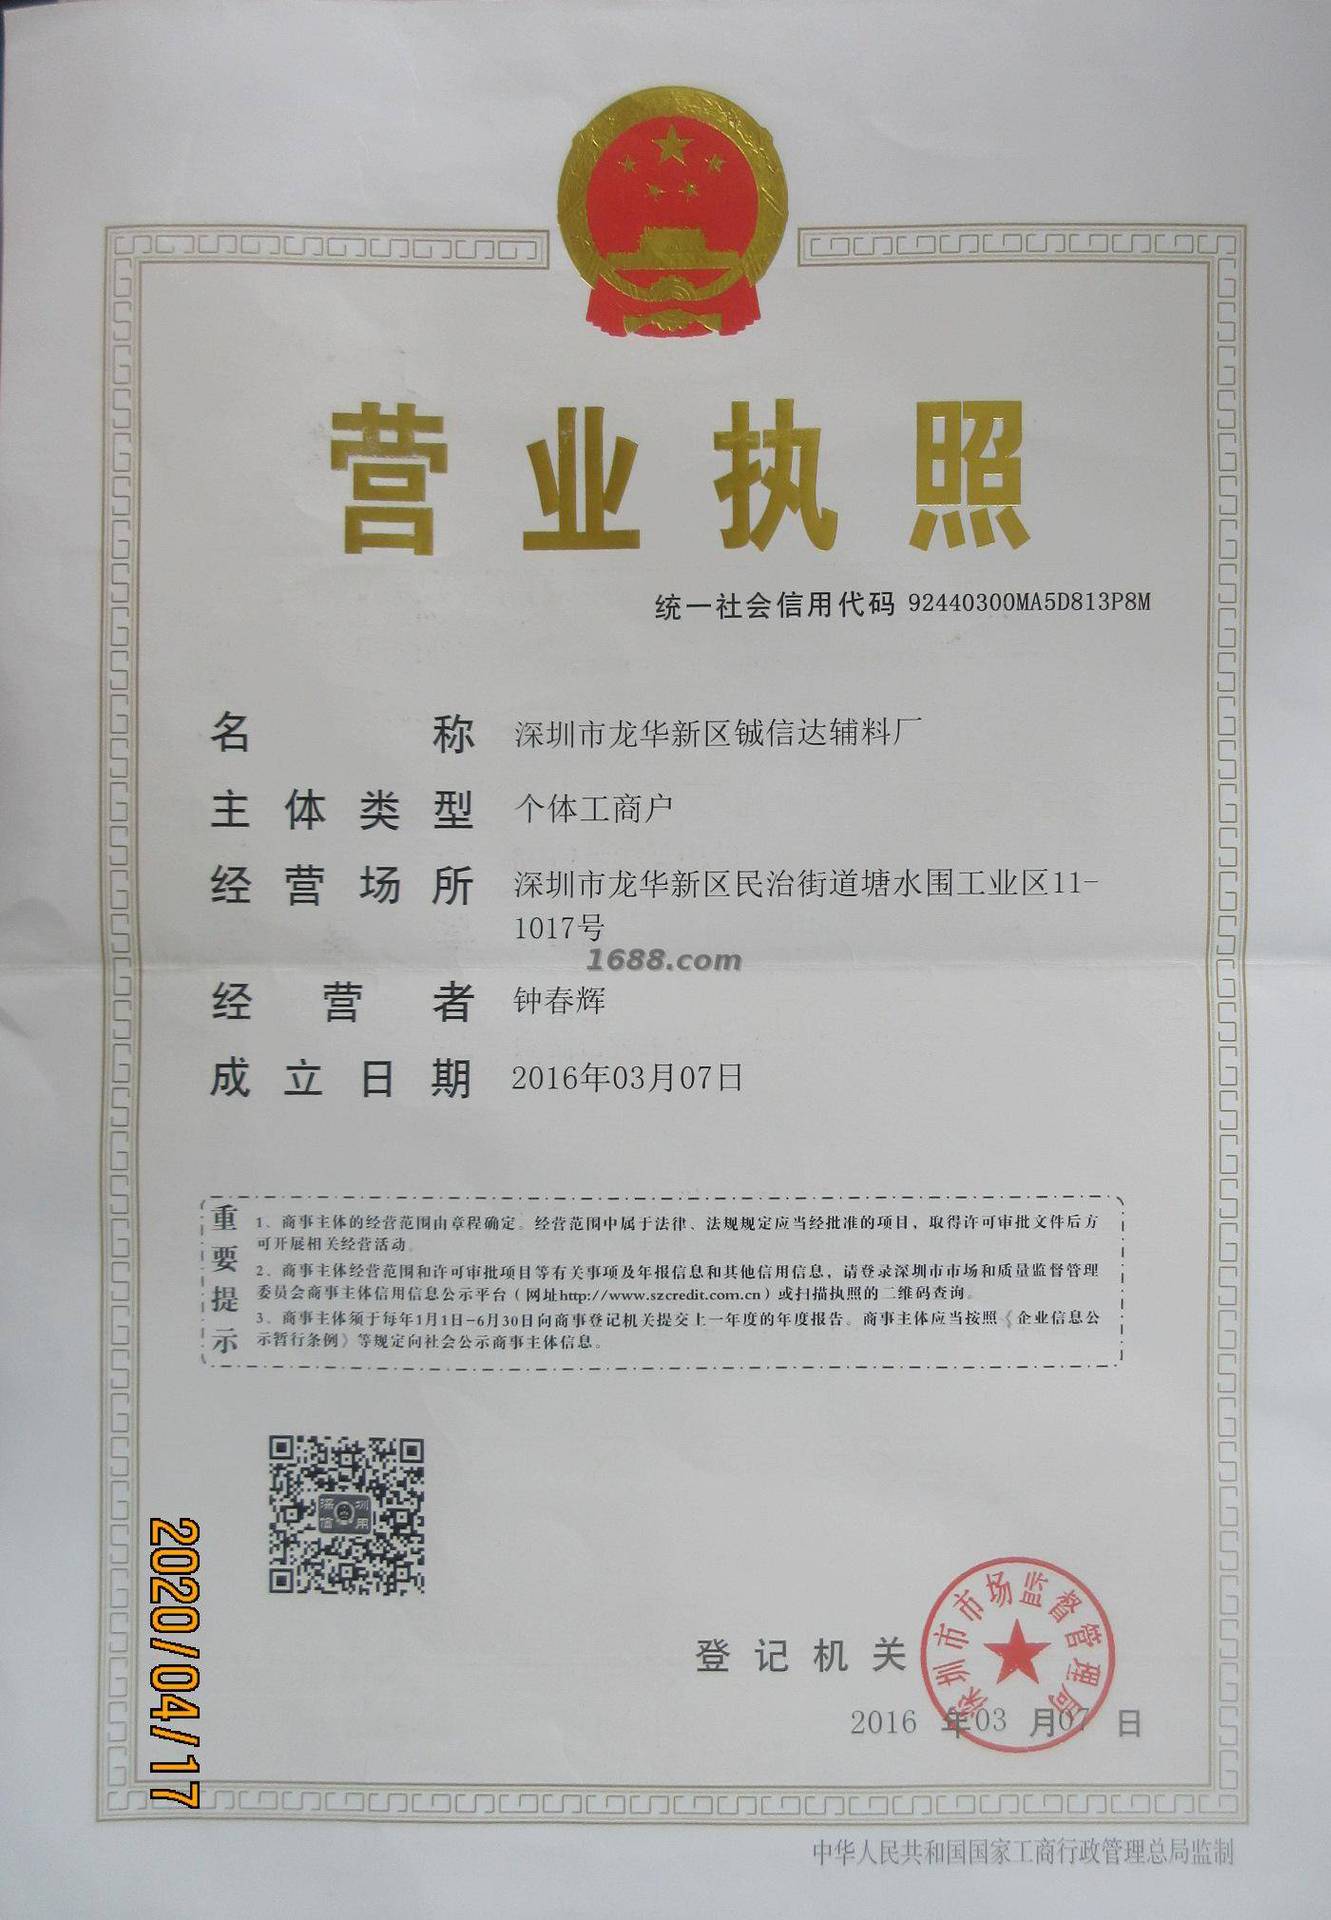 营业执照
统一社会信用代码 92440300MA5D813P8M
名称 深圳市龙华新区铖信达辅料厂
主体类型 个体工商户
经营场所 深圳市龙华新区民治街道塘水围工业区11-
1017号
1688.com
经营者 钟春辉
成立日期 2016年03月07日
重要提示
1、商事主体的经营范围由章程确定。经营范围中属于法律、法规规定应当经批准的项目，取得许可审批文件后方
可开展相关经营活动。
2、商事主体经营范围和许可审批项目等有关事项及年报信息和其他信用信息，请登录深圳市市场和质量监督管理
委员会商事主体信用信息公示平台（网址http://www.szcredit.com.cn）或扫描执照的二维码查询。
3、商事主体须于每年1月1日-6月30日向商事登记机关提交上一年度的年度报告。商事主体应当按照《企业信息公
示暂行条例》等规定向社会公示商事主体信息。
深圳
信用
2020/04/17
登记机关
深圳市市场监督管理局
2016 年03 月07 日
中华人民共和国国家工商行政管理总局监制